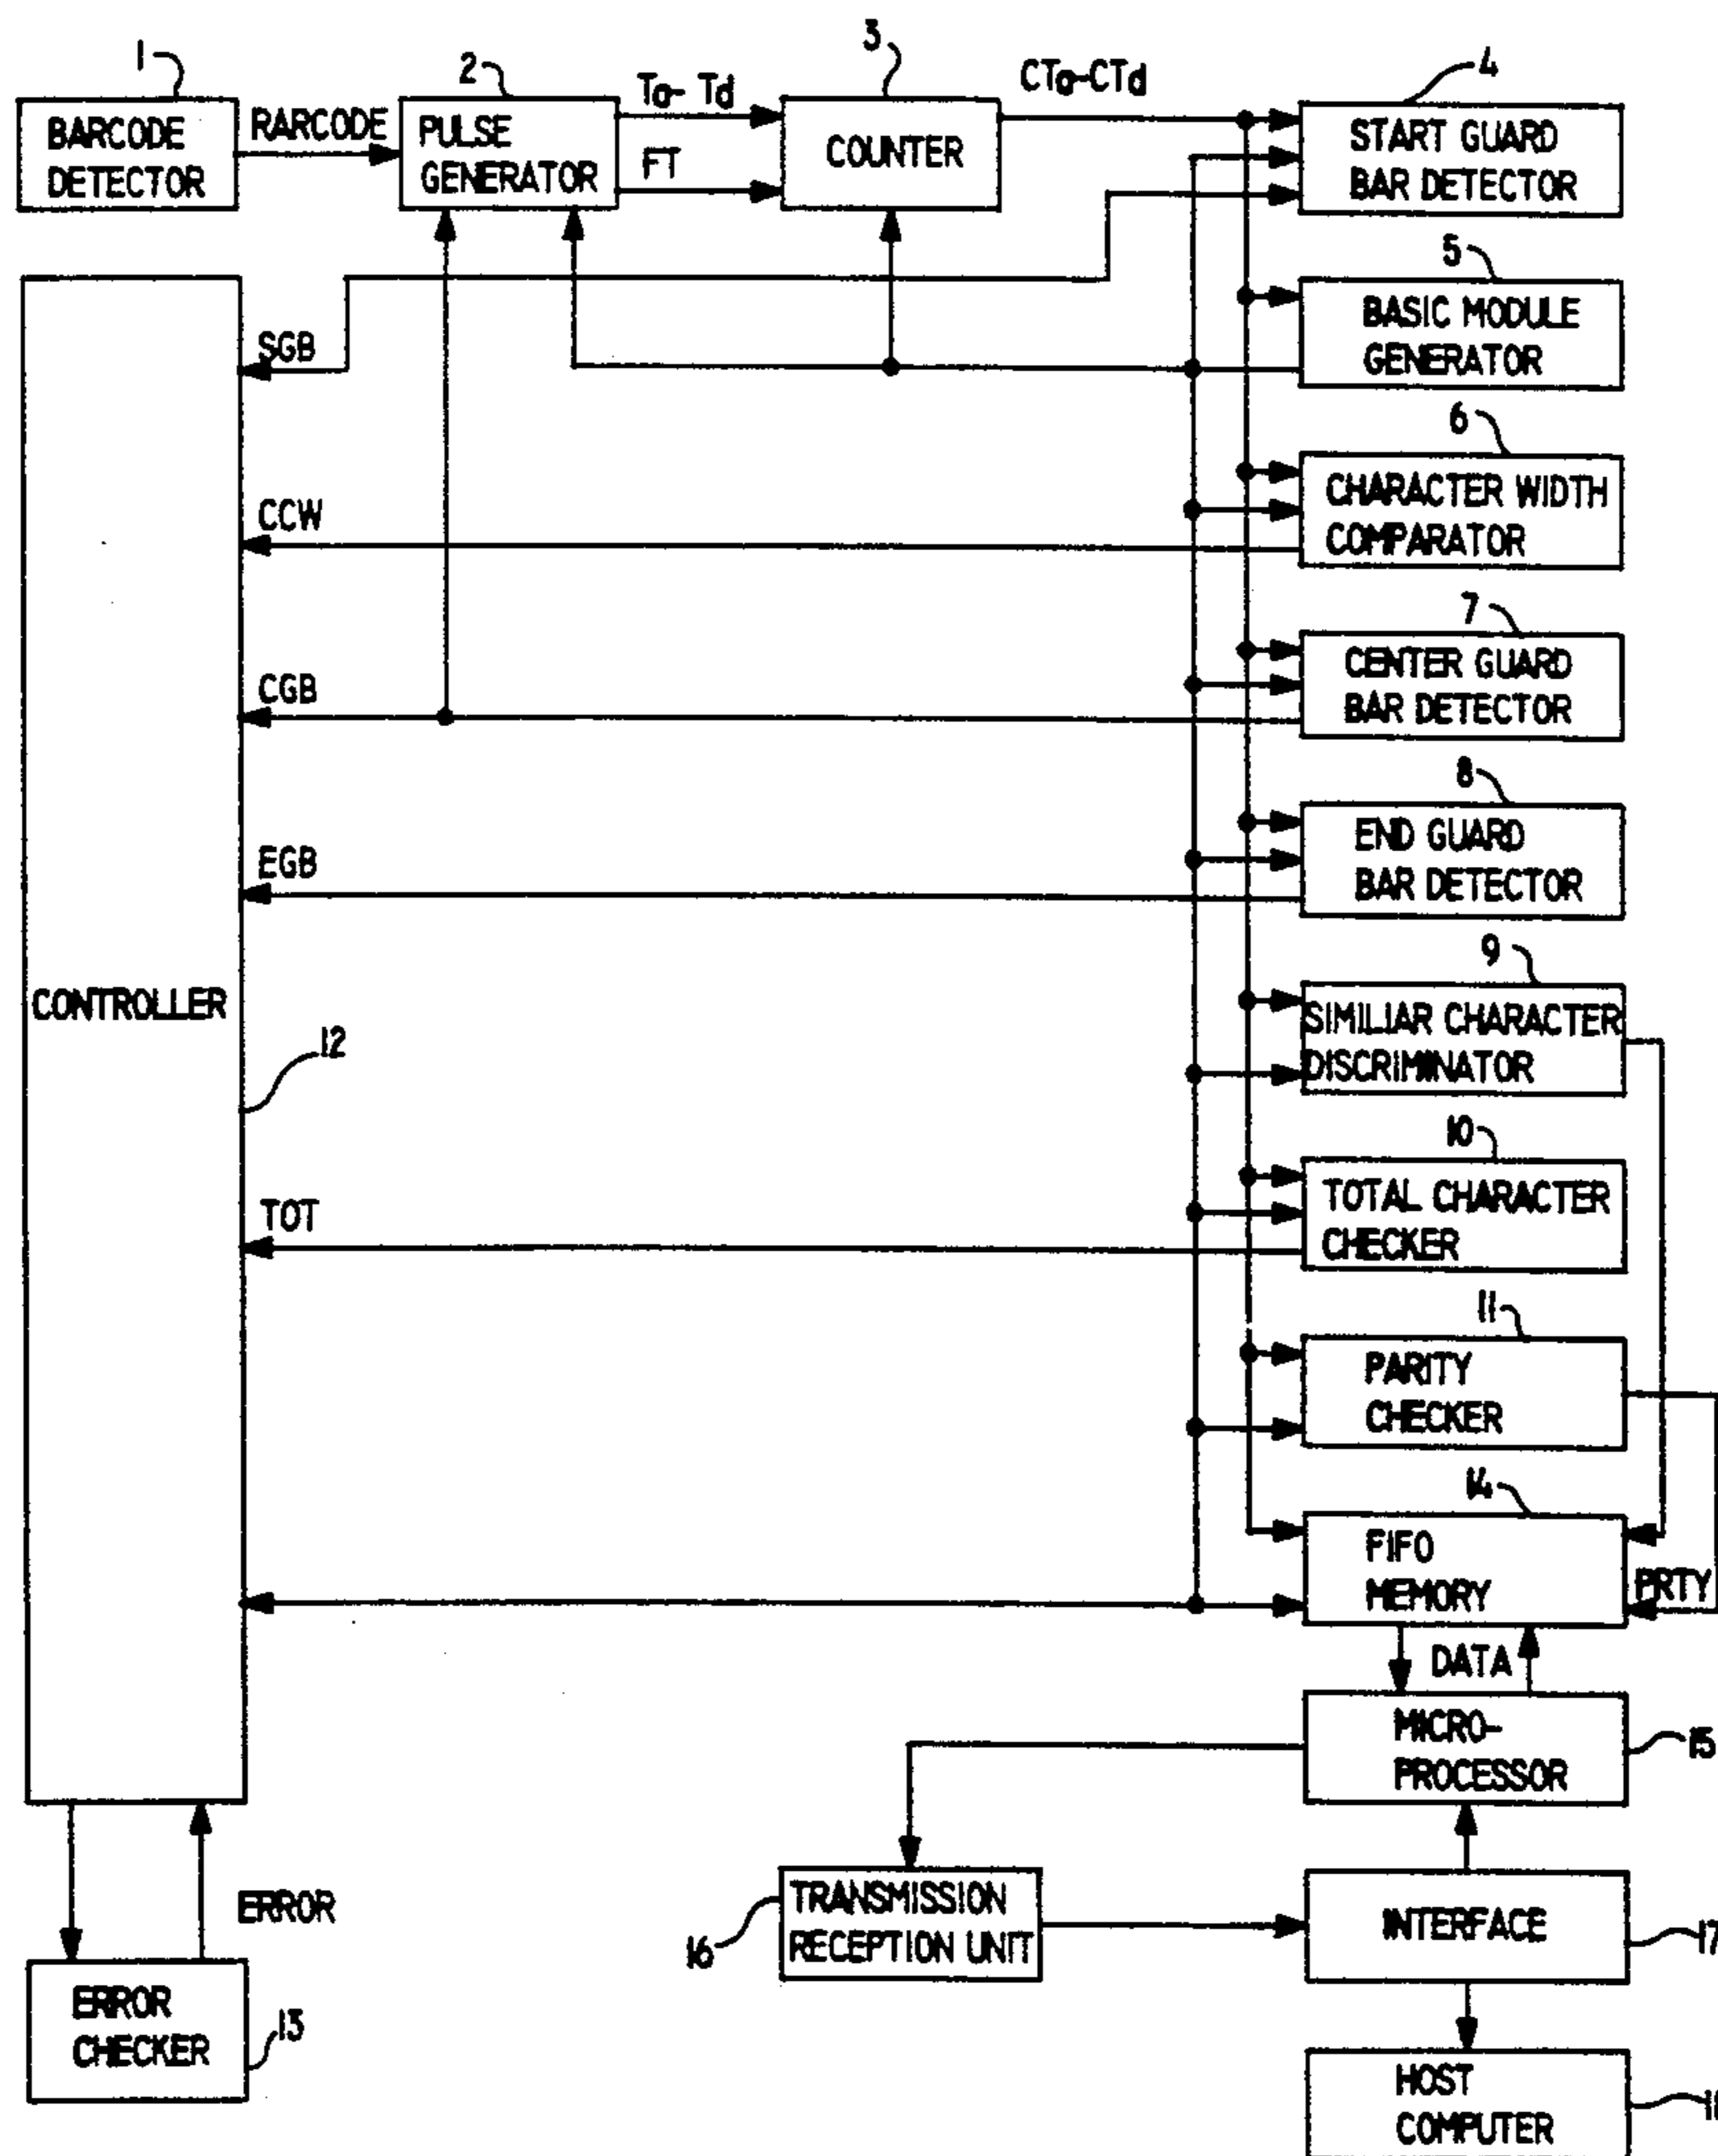 1
2
3
4
BARCODE
DETECTOR
RARCODE
PULSE
GENERATOR
Ta- Td
FT
COUNTER
CTa-CTd
START GUARD
BAR DETECTOR
5
BASIC MODULE
GENERATOR
SGB
6
CHARACTER WIDTH
COMPARATOR
CCW
7
CENTER GUARD
BAR DETECTOR
CGB
8
END GUARD
BAR DETECTOR
EGB
9
SIMILIAR CHARACTER
DISCRIMINATOR
CONTROLLER
12
10
TOTAL CHARACTER
CHECKER
TOT
11
PARITY
CHECKER
14
FIFO
MEMORY
PRTY
DATA
MICRO-
PROCESSOR
15
TRANSMISSION
RECEPTION UNIT
16
INTERFACE
17
ERROR
ERROR
CHECKER
13
HOST
COMPUTER